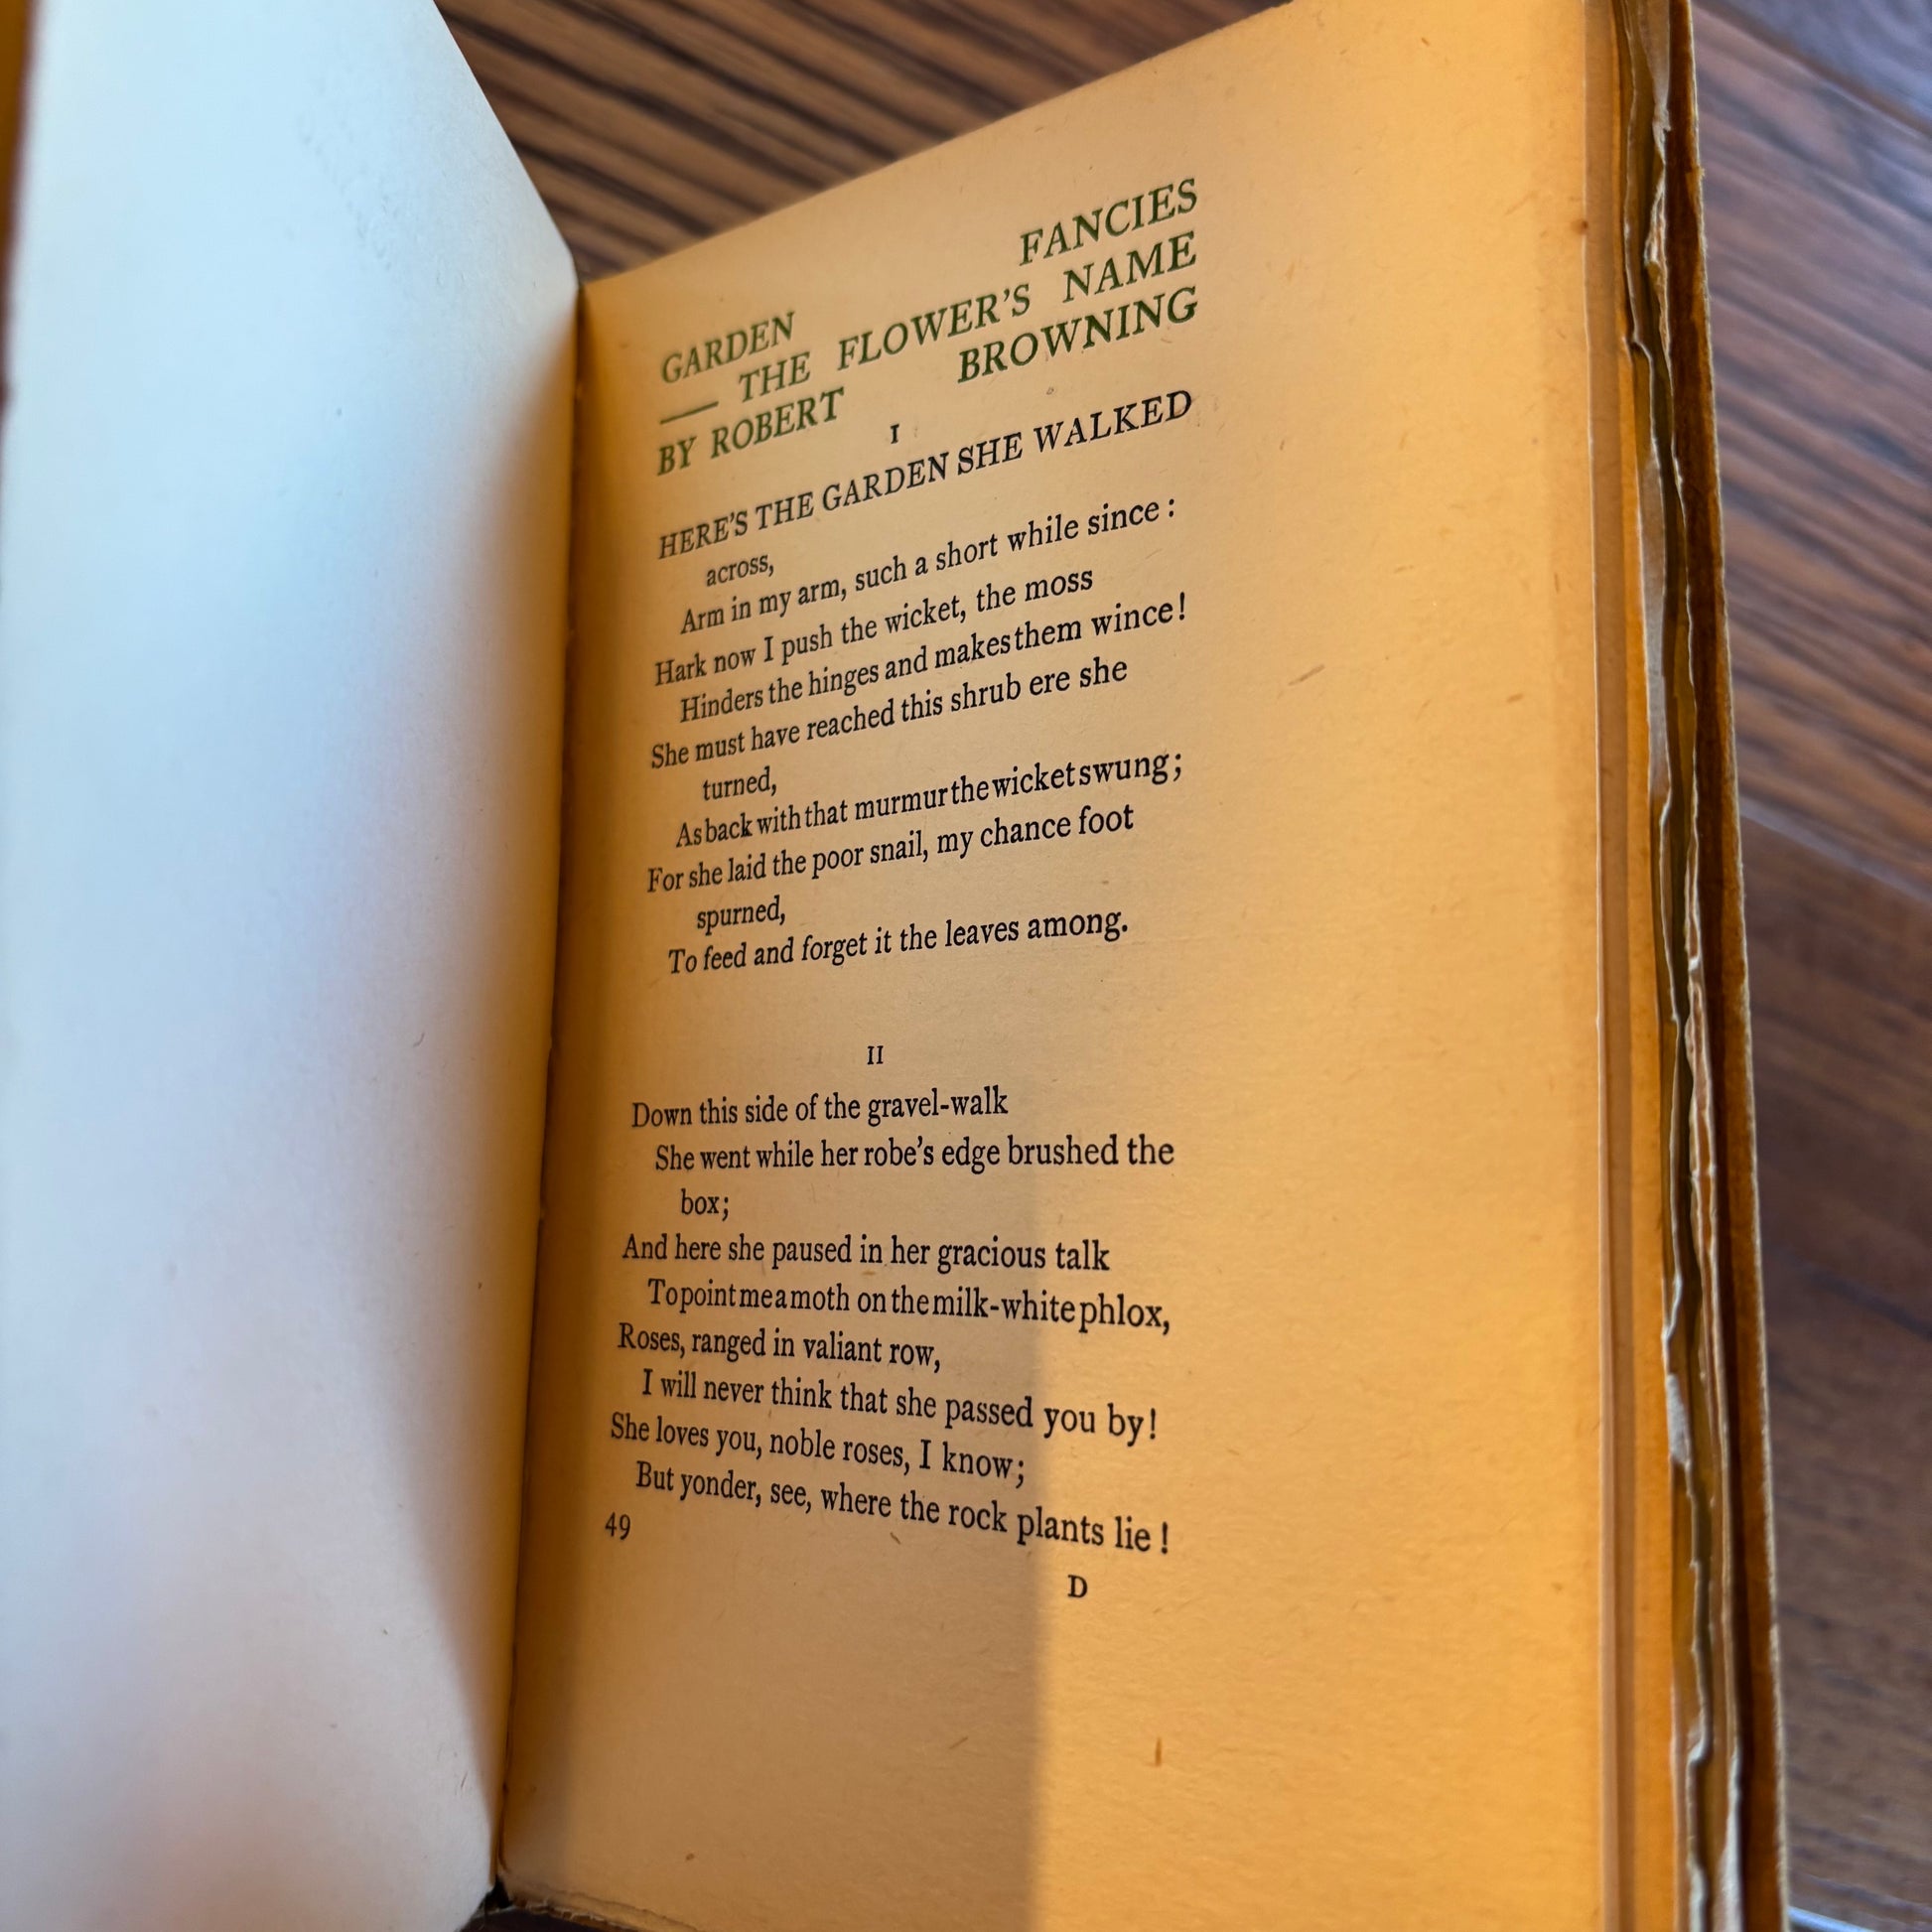 GARDEN FANCIES
— THE FLOWER'S NAME
BY ROBERT BROWNING
I
HERE'S THE GARDEN SHE WALKED
across,
Arm in my arm, such a short while since :
Hark now I push the wicket, the moss
Hinders the hinges and makes them wince!
She must have reached this shrub ere she
turned,
As back with that murmur the wicket swung;
For she laid the poor snail, my chance foot
spurned,
To feed and forget it the leaves among.
II
Down this side of the gravel-walk
She went while her robe's edge brushed the
box;
And here she paused in her gracious talk
To point me a moth on the milk-white phlox,
Roses, ranged in valiant row,
I will never think that she passed you by!
She loves you, noble roses, I know;
But yonder, see, where the rock plants lie!
49
D